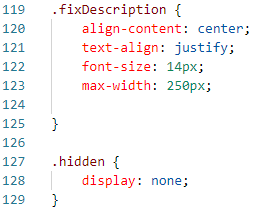 119 .fixDescription {
120 align-content: center;
121 text-align: justify;
122 font-size: 14px;
123 max-width: 250px;
124
125 }
126
127 .hidden {
128 display: none;
129 }